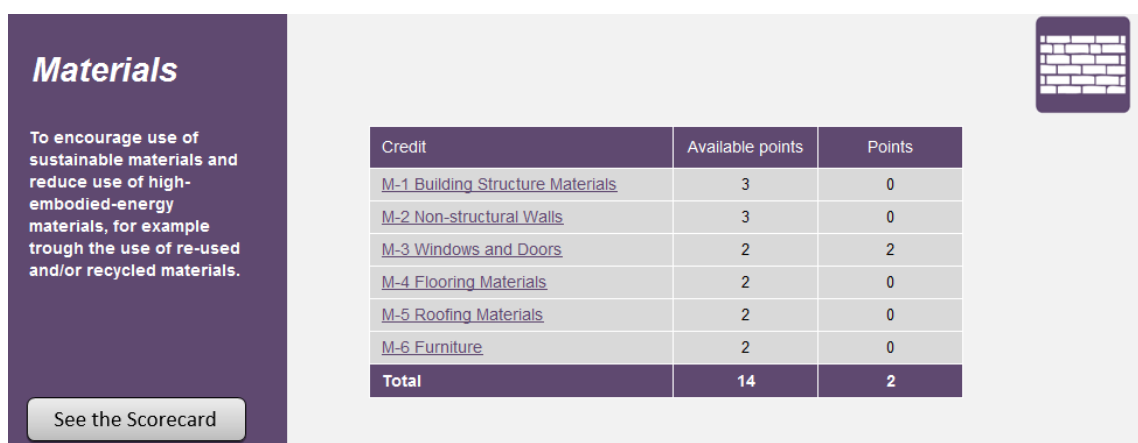 Materials
To encourage use of
sustainable materials and
reduce use of high-
embodied-energy
materials, for example
trough the use of re-used
and/or recycled materials.
See the Scorecard
Credit Available points Points
M-1 Building Structure Materials 3 0
M-2 Non-structural Walls 3 0
M-3 Windows and Doors 2 2
M-4 Flooring Materials 2 0
M-5 Roofing Materials 2 0
M-6 Furniture 2 0
Total 14 2